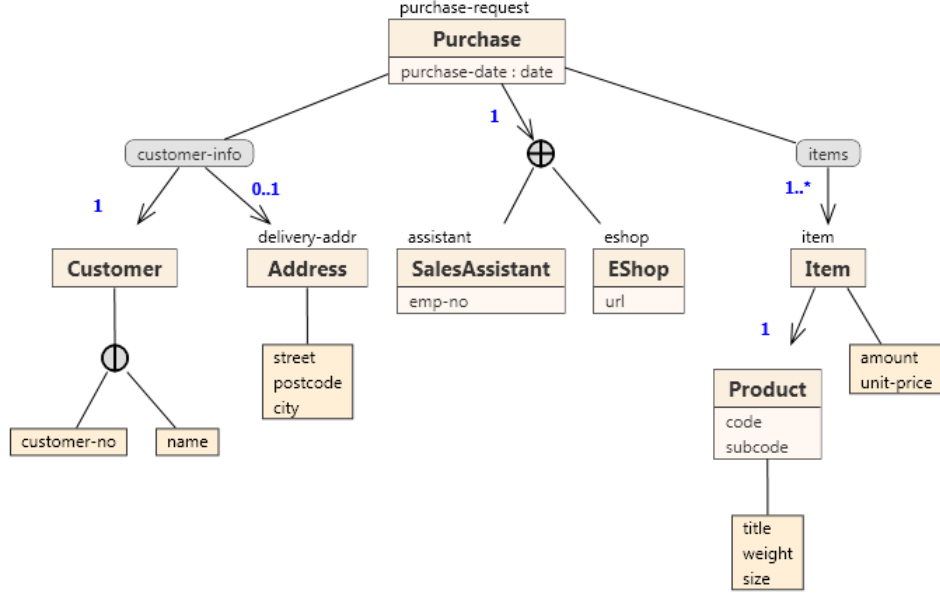 purchase-request
Purchase
purchase-date : date
1
customer-info
items
1
0..1
1..*
delivery-addr
assistant
eshop
item
Customer
Address
SalesAssistant
EShop
Item
emp-no
url
1
street
postcode
city
amount
unit-price
Product
code
subcode
customer-no
name
title
weight
size